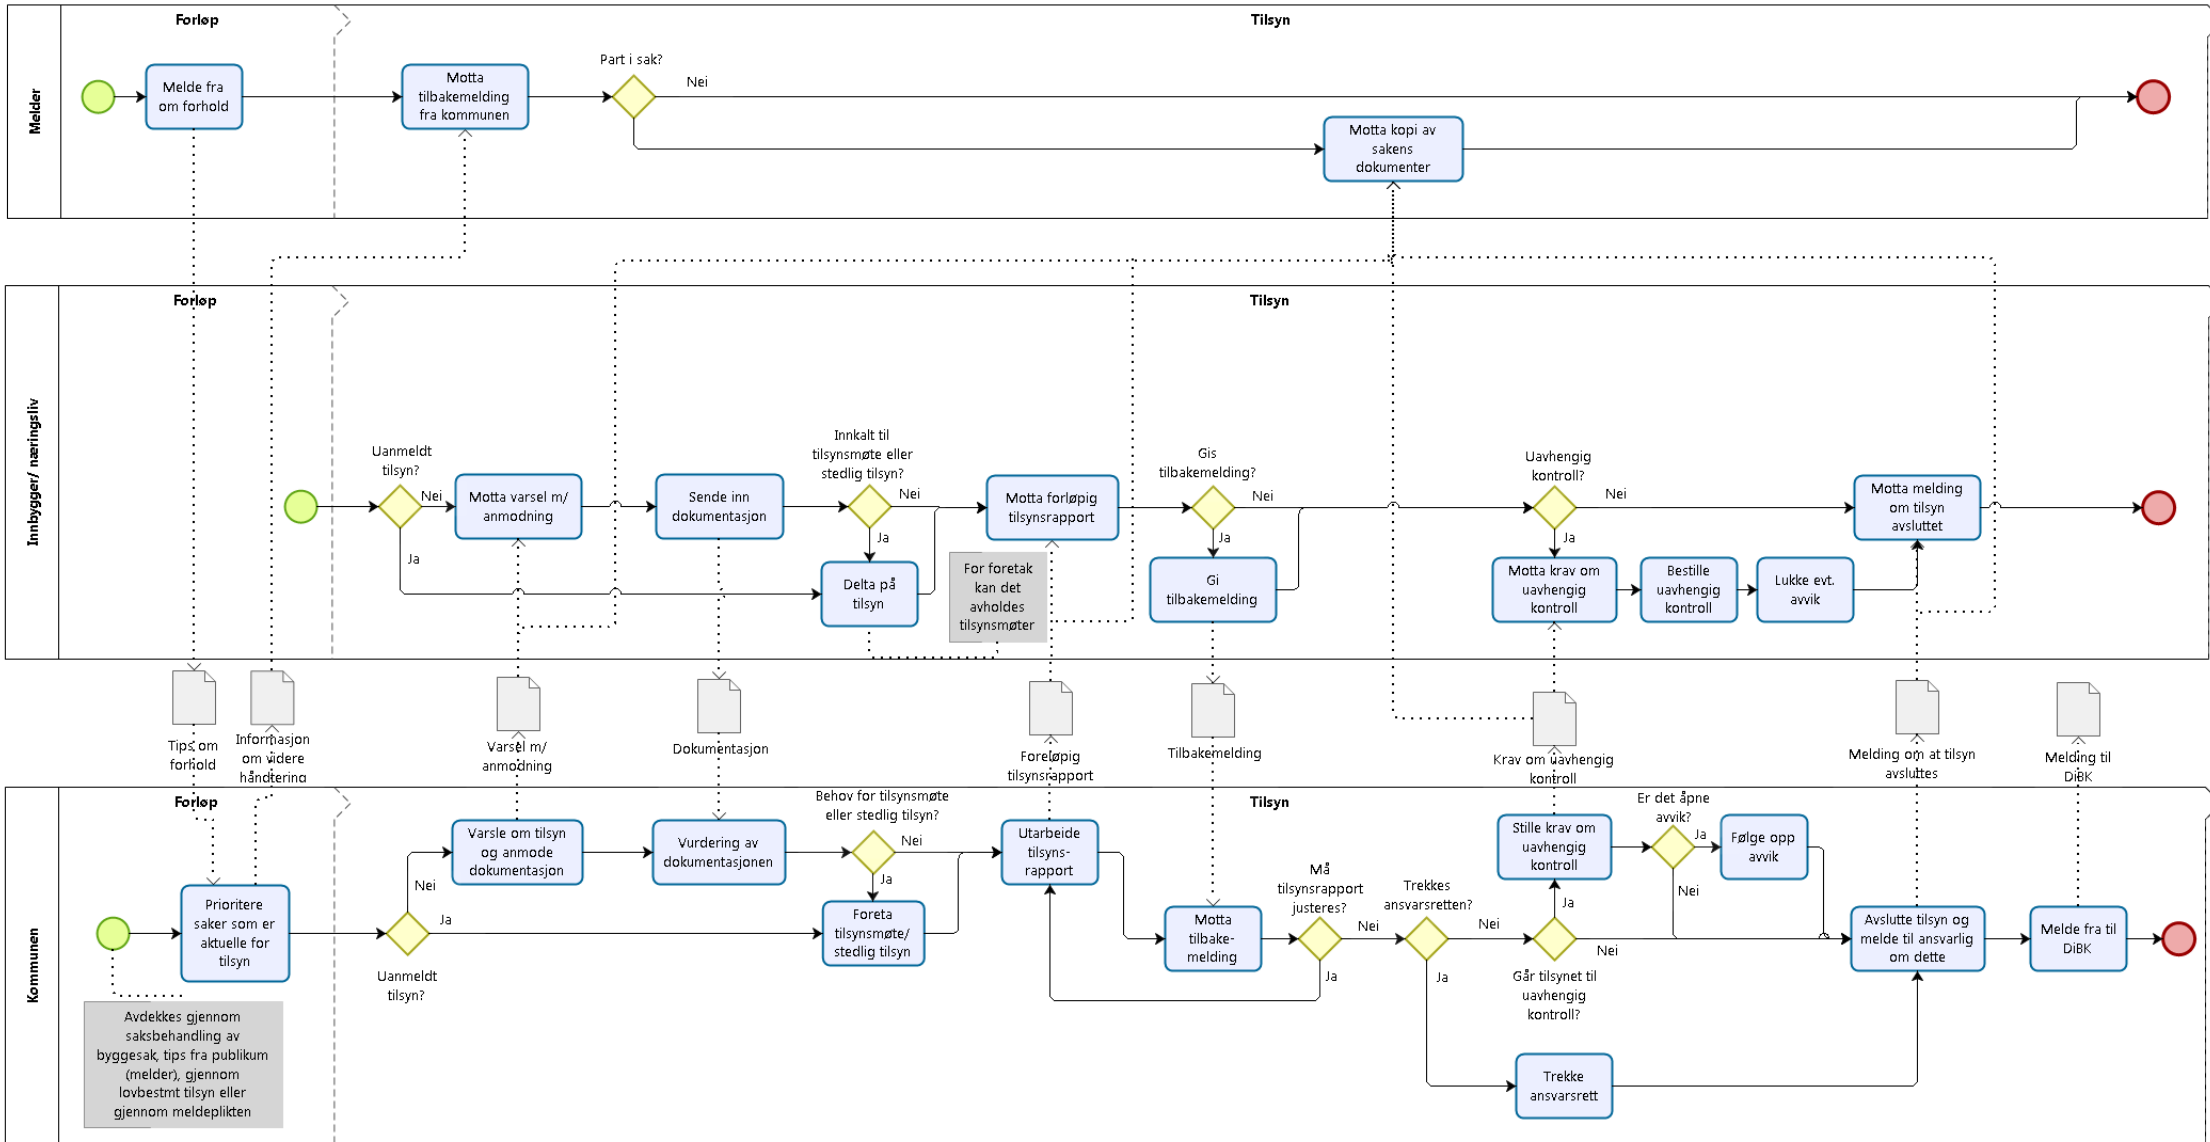 Forløp
Tilsyn
Melder
Melde fra
om forhold
Motta
tilbakemelding
fra kommunen
Part i sak?
Nei
Motta kopi av
sakens
dokumenter
Forløp
Tilsyn
Innbygger/ næringsliv
Uanmeldt
tilsyn?
Nei
Ja
Motta varsel m/
anmodning
Sende inn
dokumentasjon
Innkalt til
tilsynsmøte eller
stedlig tilsyn?
Nei
Ja
Delta på
tilsyn
For foretak
kan det
avholdes
tilsynsmøter
Motta forløpig
tilsynsrapport
Gis
tilbakemelding?
Nei
Ja
Gi
tilbakemelding
Uavhengig
kontroll?
Nei
Ja
Motta krav om
uavhengig
kontroll
Bestille
uavhengig
kontroll
Lukke evt.
avvik
Motta melding
om tilsyn
avsluttet
Tips om
forhold
Informasjon
om videre
håndtering
Varsel m/
anmodning
Dokumentasjon
Foreløpig
tilsynsrapport
Tilbakemelding
Krav om uavhengig
kontroll
Melding om at tilsyn
avsluttes
Melding til
DiBK
Forløp
Tilsyn
Kommunen
Prioritere
saker som er
aktuelle for
tilsyn
Avdekkes gjennom
saksbehandling av
byggesak, tips fra publikum
(melder), gjennom
lovbestmt tilsyn eller
gjennom meldeplikten
Nei
Ja
Uanmeldt
tilsyn?
Varsle om tilsyn
og anmode
dokumentasjon
Vurdering av
dokumentasjonen
Behov for tilsynsmøte
eller stedlig tilsyn?
Nei
Ja
Foreta
tilsynsmøte/
stedlig tilsyn
Utarbeide
tilsyns-
rapport
Motta
tilbake-
melding
Må
tilsynsrapport
justeres?
Nei
Ja
Trekkes
ansvarsretten?
Nei
Ja
Trekke
ansvarsrett
Går tilsynet til
uavhengig
kontroll?
Ja
Nei
Stille krav om
uavhengig
kontroll
Er det åpne
avvik?
Ja
Nei
Følge opp
avvik
Avslutte tilsyn og
melde til ansvarlig
om dette
Melde fra til
DiBK